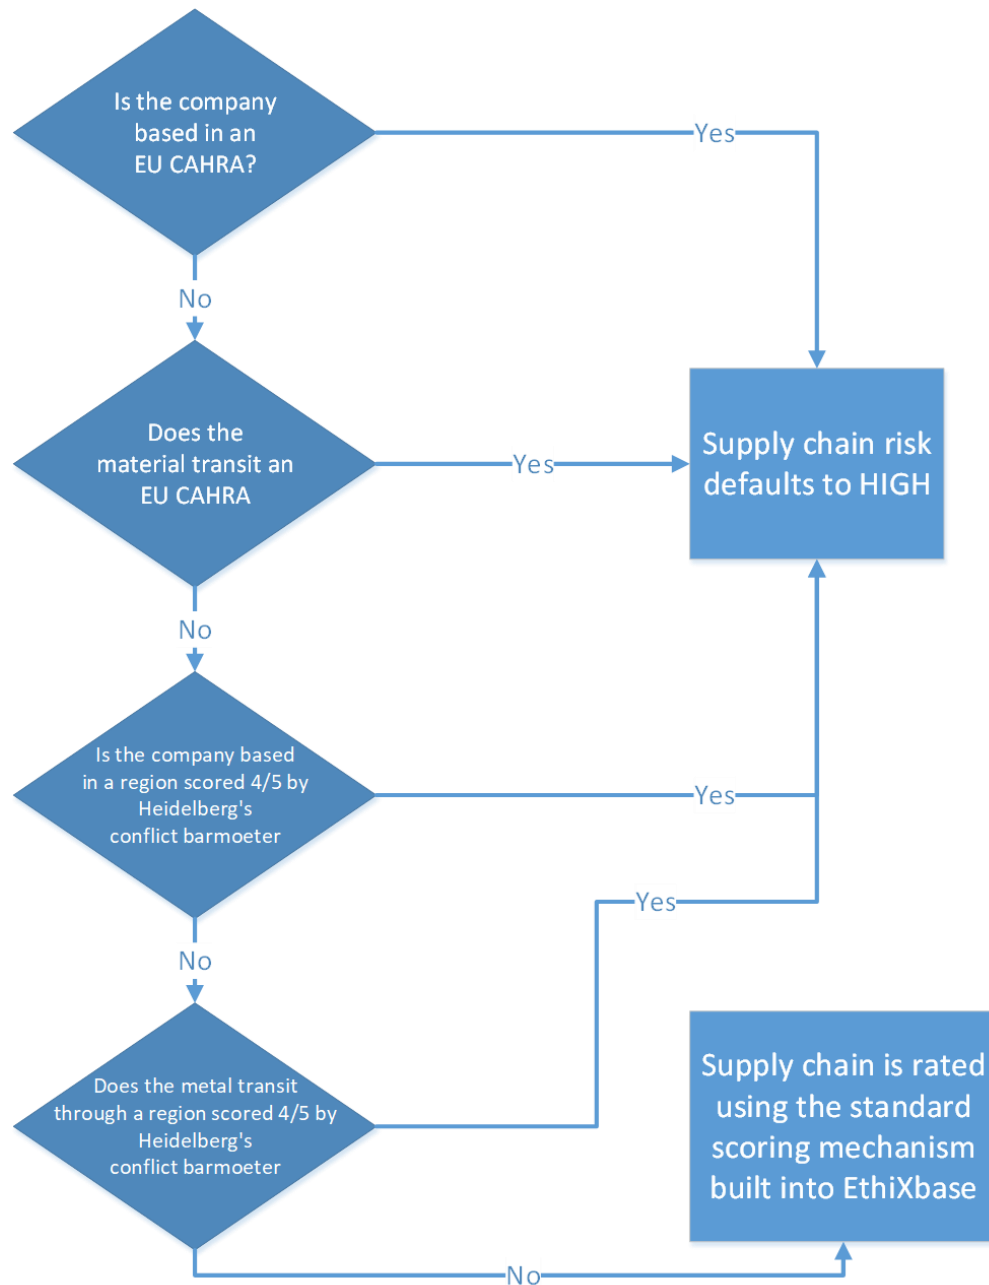 Is the company
based in an
EU CAHRA?
Yes
No
Does the
material transit an
EU CAHRA
Yes
Supply chain risk
defaults to HIGH
No
Is the company based
in a region scored 4/5 by
Heidelberg's
conflict barmoeter
Yes
Yes
No
Does the metal transit
through a region scored 4/5 by
Heidelberg's
conflict barmoeter
Supply chain is rated
using the standard
scoring mechanism
built into EthiXbase
No